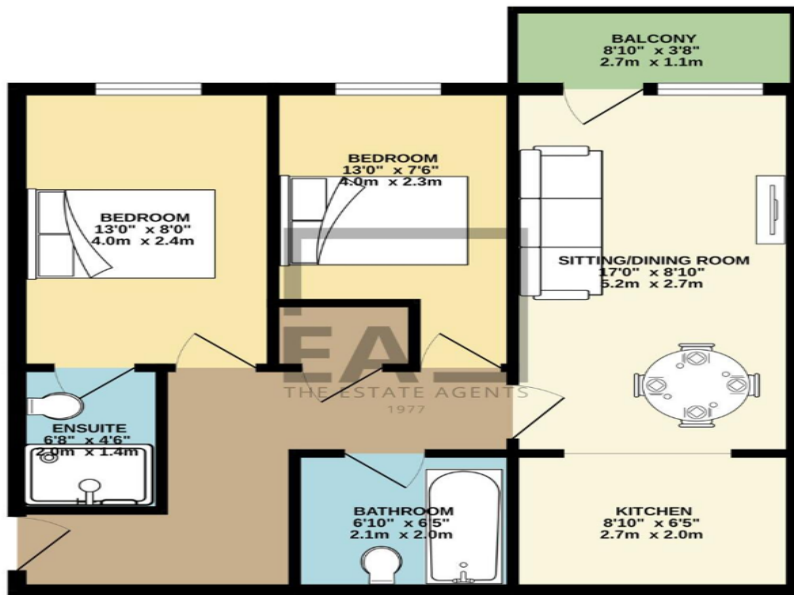 BALCONY
8'10" x 3'8"
2.7m x 1.1m
BEDROOM
13'0" x 7'6"
4.0m x 2.3m
BEDROOM
13'0" x 8'0"
4.0m x 2.4m
SITTING/DINING ROOM
17'0" x 8'10"
5.2m x 2.7m
EA
THE ESTATE AGENTS
1977
ENSUITE
6'8" x 4'6"
2.0m x 1.4m
BATHROOM
6'10" x 6'5"
2.1m x 2.0m
KITCHEN
8'10" x 6'5"
2.7m x 2.0m